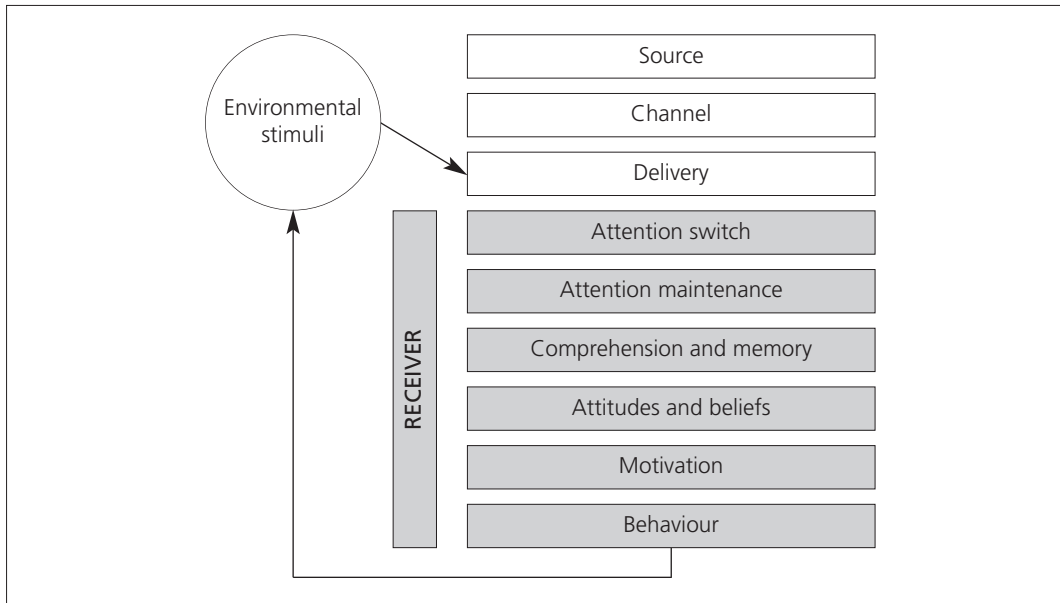 Environmental
stimuli
Source
Channel
Delivery
RECEIVER
Attention switch
Attention maintenance
Comprehension and memory
Attitudes and beliefs
Motivation
Behaviour